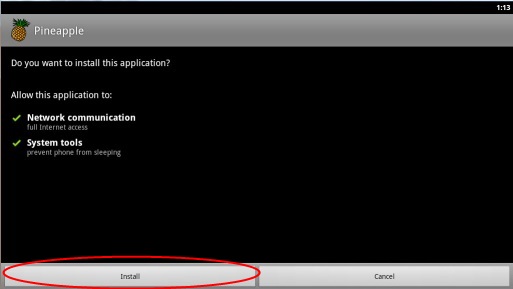 1:13
Pineapple
Do you want to install this application?
Allow this application to:
Network communication
full Internet access
System tools
prevent phone from sleeping
Install Cancel